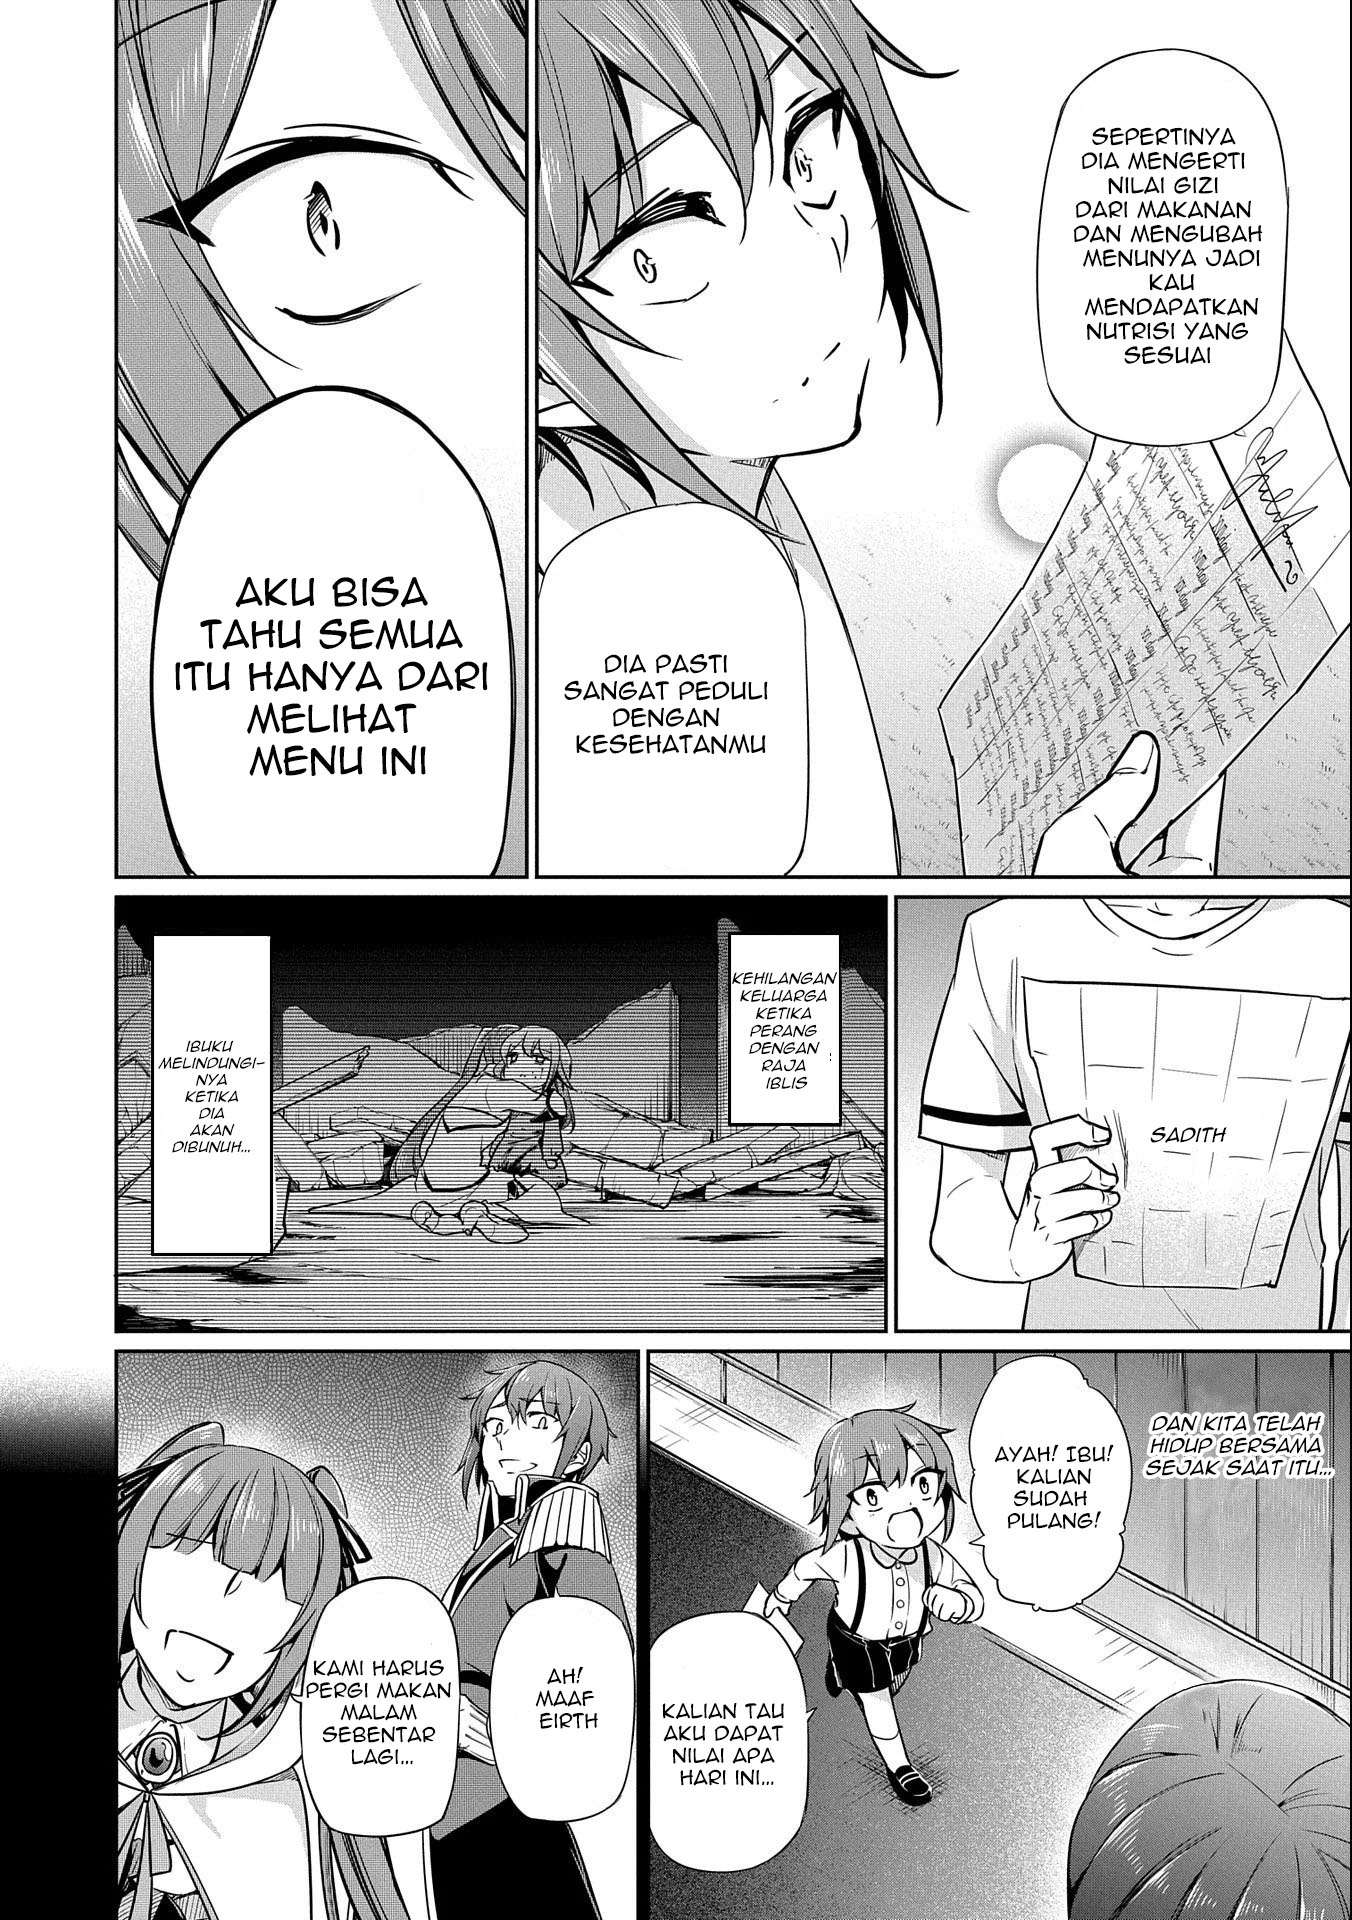 SEPERTINYA
DIA MENGERTI
NILAI GIZI
DARI MAKANAN
DAN MENGUBAH
MENUNYA JADI
KAU
MENDAPATKAN
NUTRISI YANG
SESUAI
DIA PASTI
SANGAT PEDULI
DENGAN
KESEHATANMU
AKU BISA
TAHU SEMUA
ITU HANYA DARI
MELIHAT
MENU INI
SADITH
KEHILANGAN
KELUARGA
KETIKA
PERANG
DENGAN
RAJA
IBLIS
IBUKU
MELINDUNGI-
NYA
KETIKA
DIA
AKAN
DIBUNUH...
DAN KITA TELAH
HIDUP BERSAMA
SEJAK SAAT ITU...
AYAH! IBU!
KALIAN
SUDAH
PULANG!
KALIAN TAU
AKU DAPAT
NILAI APA
HARI INI...
AH!
MAAF
EIRTH
KAMI HARUS
PERGI MAKAN
MALAM
SEBENTAR
LAGI...